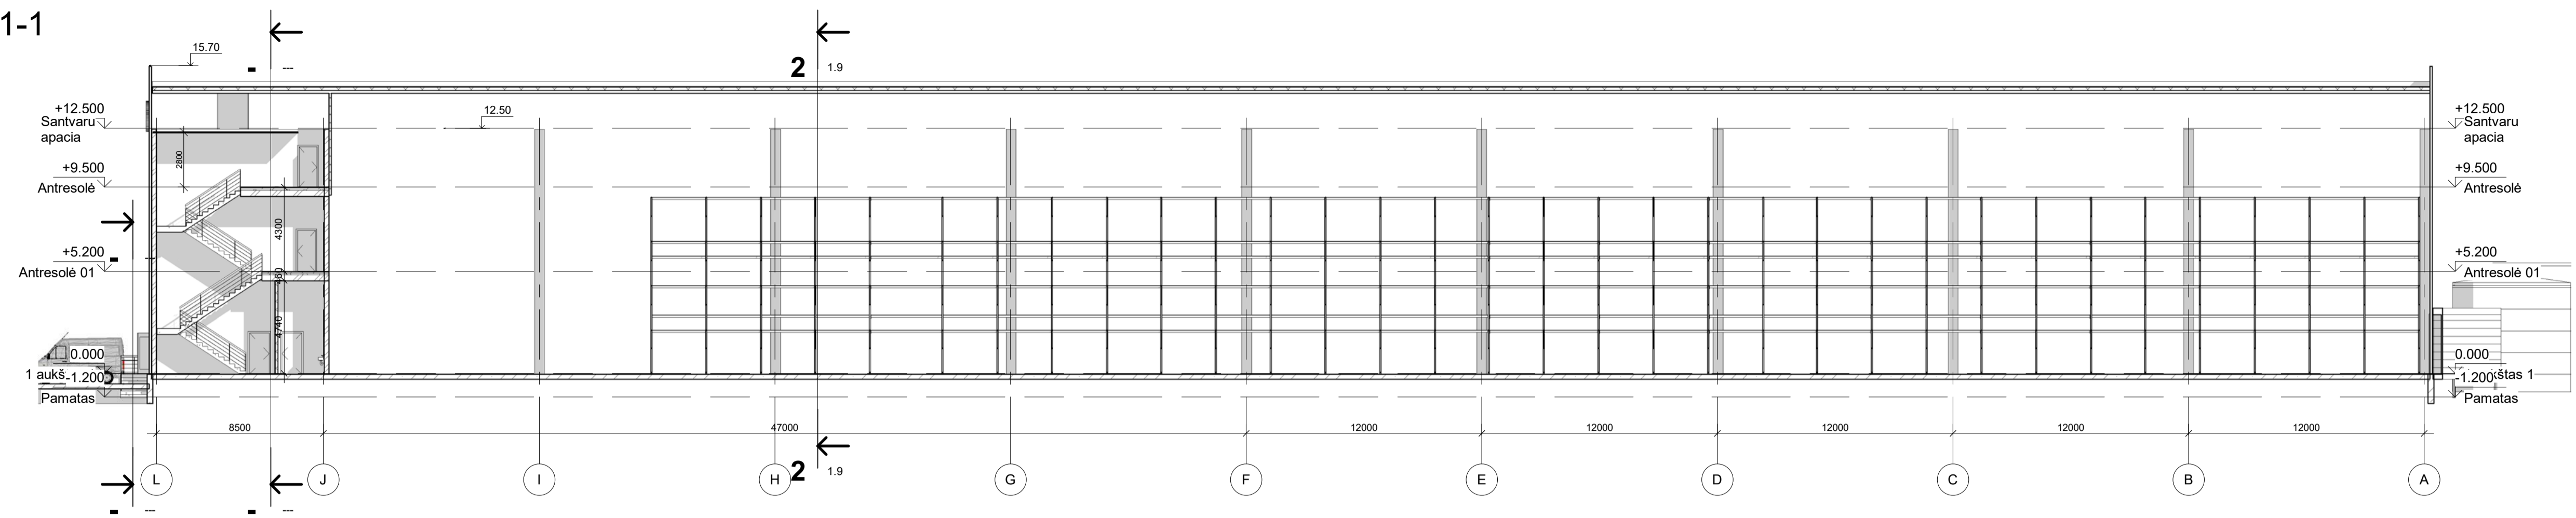 1-1
15.70
- ---
2 1.9
+12.500
Santvaru
apacia
12.50
+12.500
Santvaru
apacia
2800
+9.500
Antresolė
+9.500
Antresolė
4300
+5.200
Antresolė 01
- ---
460
+5.200
Antresolė 01
4740
0.000
1 aukš
-1.200
Pamatas
0.000
kštas 1
-1.200
Pamatas
8500
47000
12000
12000
12000
12000
12000
2 1.9
L
J
I
H
G
F
E
D
C
B
A
- ---
- ---